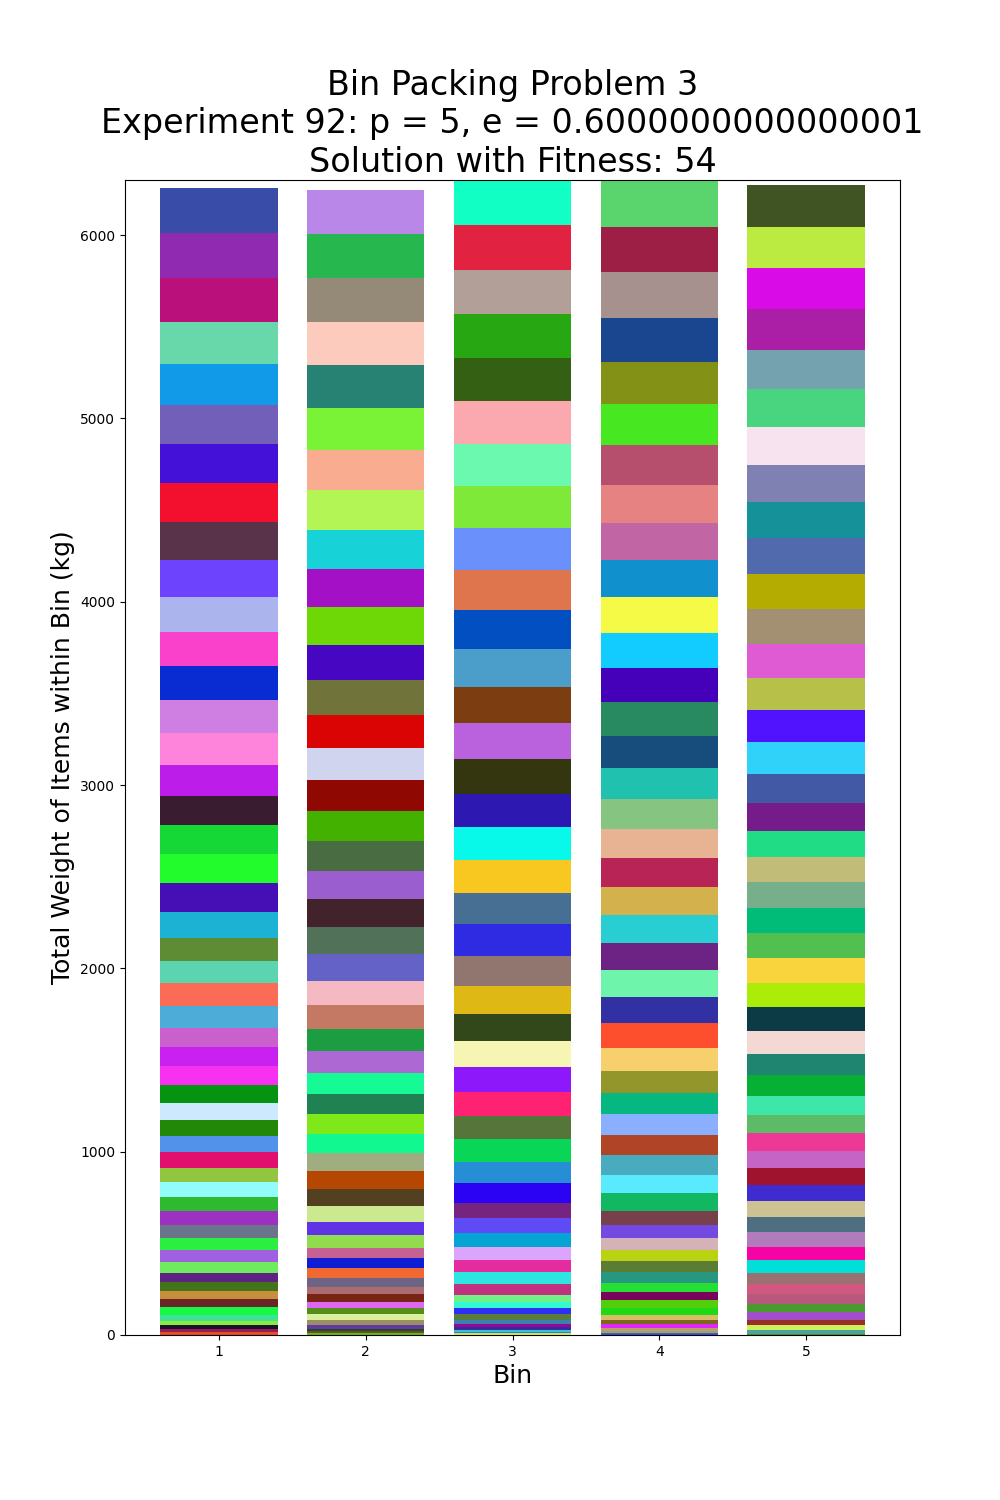 Bin Packing Problem 3
Experiment 92: p = 5, e = 0.6000000000000001
Solution with Fitness: 54
Total Weight of Items within Bin (kg)
6000
5000
4000
3000
2000
1000
0
1 2 3 4 5
Bin